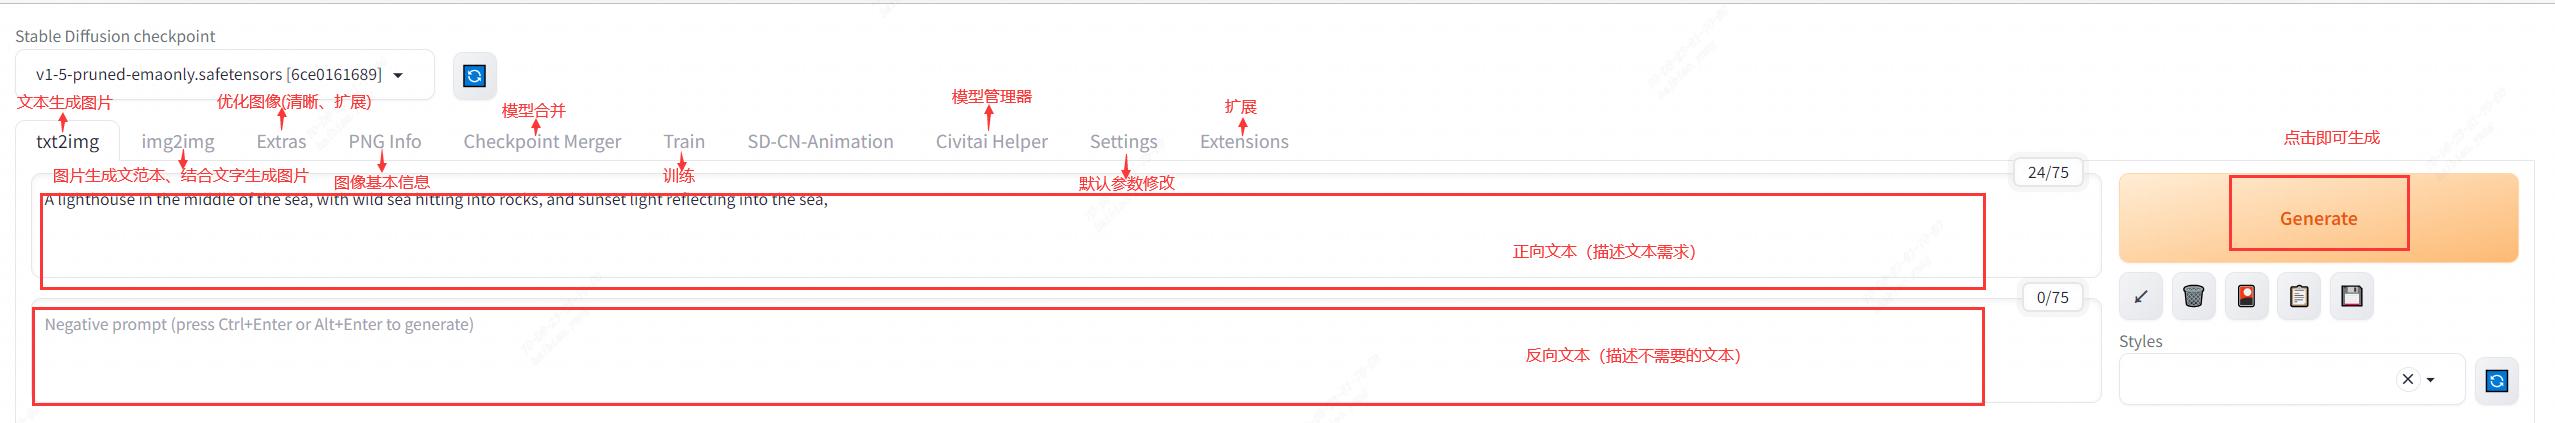 Stable Diffusion checkpoint
v1-5-pruned-emaonly.safetensors [6ce0161689]
文本生成图片
优化图像(清晰、扩展)
模型合并
模型管理器
扩展
txt2img
img2img
Extras
PNG Info
Checkpoint Merger
Train
SD-CN-Animation
Civitai Helper
Settings
Extensions
点击即可生成
图片生成文范本、结合文字生成图片
图像基本信息
训练
默认参数修改
24/75
A lighthouse in the middle of the sea, with wild sea hitting into rocks, and sunset light reflecting into the sea,
正向文本（描述文本需求）
Generate
0/75
Negative prompt (press Ctrl+Enter or Alt+Enter to generate)
反向文本（描述不需要的文本）
Styles